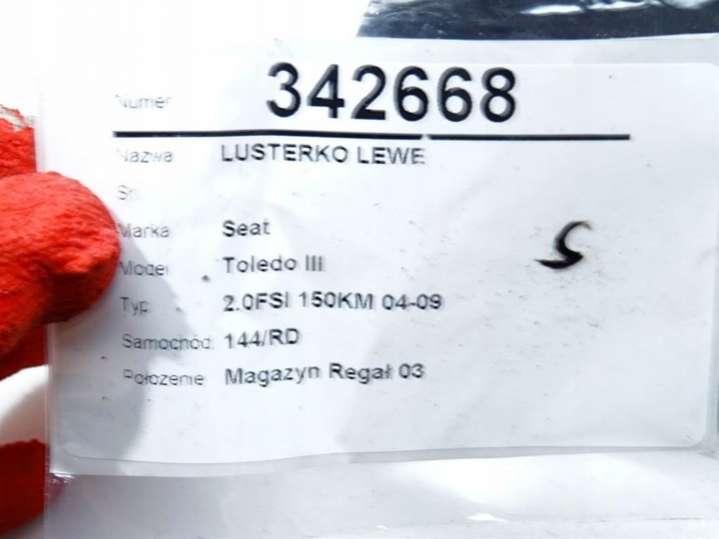 Numer 342668
Nazwa LUSTERKO LEWE
Sn
Marka Seat
Model Toledo III
Typ 2.0FSI 150KM 04-09
Samochód 144/RD
Położenie Magazyn Regał 03